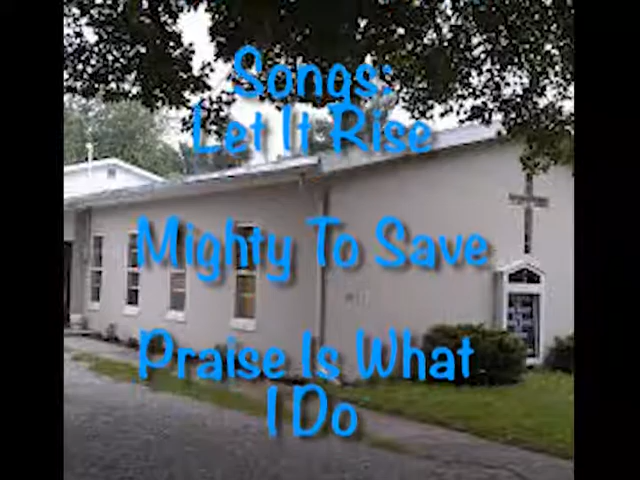 Songs:
Let It Rise
Mighty To Save
Praise Is What
I Do